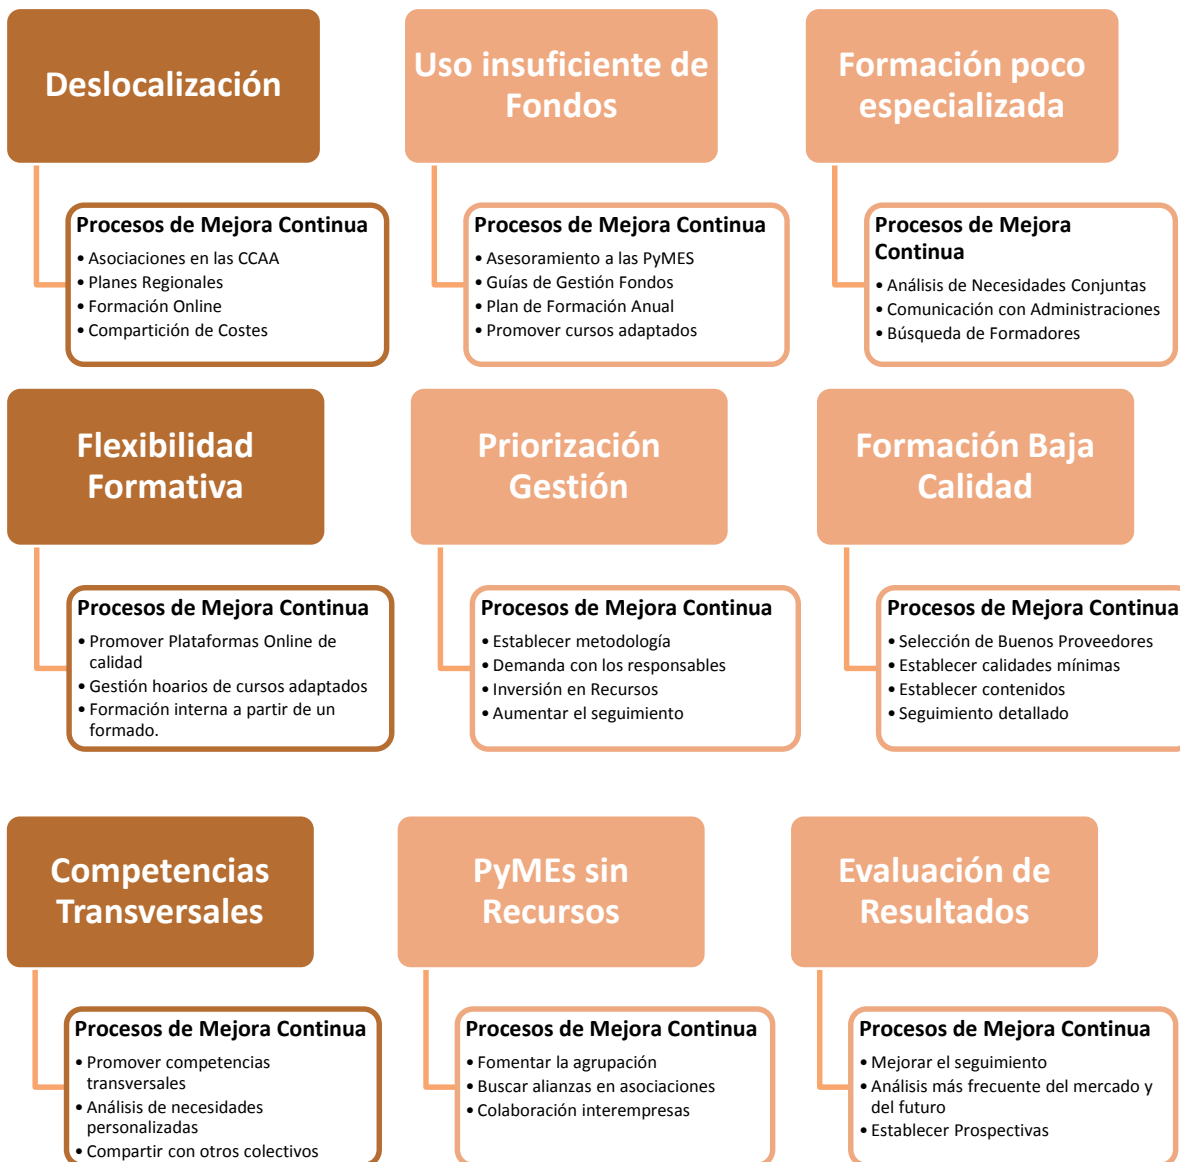 Deslocalización
Procesos de Mejora Continua
• Asociaciones en las CCAA
• Planes Regionales
• Formación Online
• Compartición de Costes
Uso insuficiente de
Fondos
Procesos de Mejora Continua
• Asesoramiento a las PyMES
• Guías de Gestión Fondos
• Plan de Formación Anual
• Promover cursos adaptados
Formación poco
especializada
Procesos de Mejora
Continua
• Análisis de Necesidades Conjuntas
• Comunicación con Administraciones
• Búsqueda de Formadores
Flexibilidad
Formativa
Procesos de Mejora Continua
• Promover Plataformas Online de
calidad
• Gestión hoarios de cursos adaptados
• Formación interna a partir de un
formado.
Priorización
Gestión
Procesos de Mejora Continua
• Establecer metodología
• Demanda con los responsables
• Inversión en Recursos
• Aumentar el seguimiento
Formación Baja
Calidad
Procesos de Mejora Continua
• Selección de Buenos Proveedores
• Establecer calidades mínimas
• Establecer contenidos
• Seguimiento detallado
Competencias
Transversales
Procesos de Mejora Continua
• Promover competencias
transversales
• Análisis de necesidades
personalizadas
• Compartir con otros colectivos
PyMEs sin
Recursos
Procesos de Mejora Continua
• Fomentar la agrupación
• Buscar alianzas en asociaciones
• Colaboración interempresas
Evaluación de
Resultados
Procesos de Mejora Continua
• Mejorar el seguimiento
• Análisis más frecuente del mercado y
del futuro
• Establecer Prospectivas